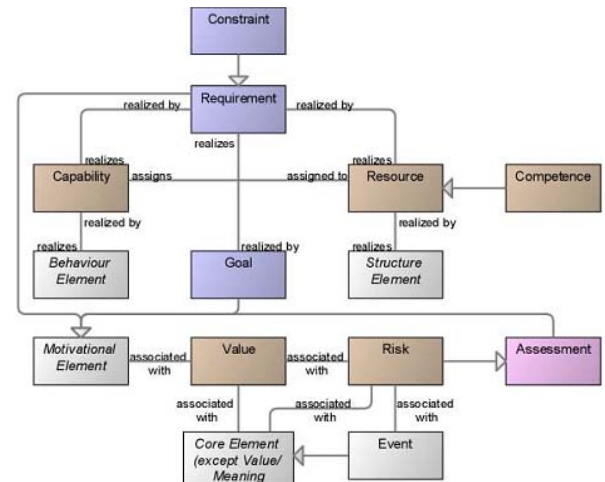 Constraint
Requirement
realized by
realized by
realizes
realizes
realizes
Capability
assigns
assigned to
Resource
Competence
realized by
realized by
realizes
realized by
realizes
Behaviour
Element
Goal
Structure
Element
Motivational
Element
associated
with
Value
associated
with
Risk
Assessment
associated
with
associated
with
associated
with
Core Element
(except Value/
Meaning
Event